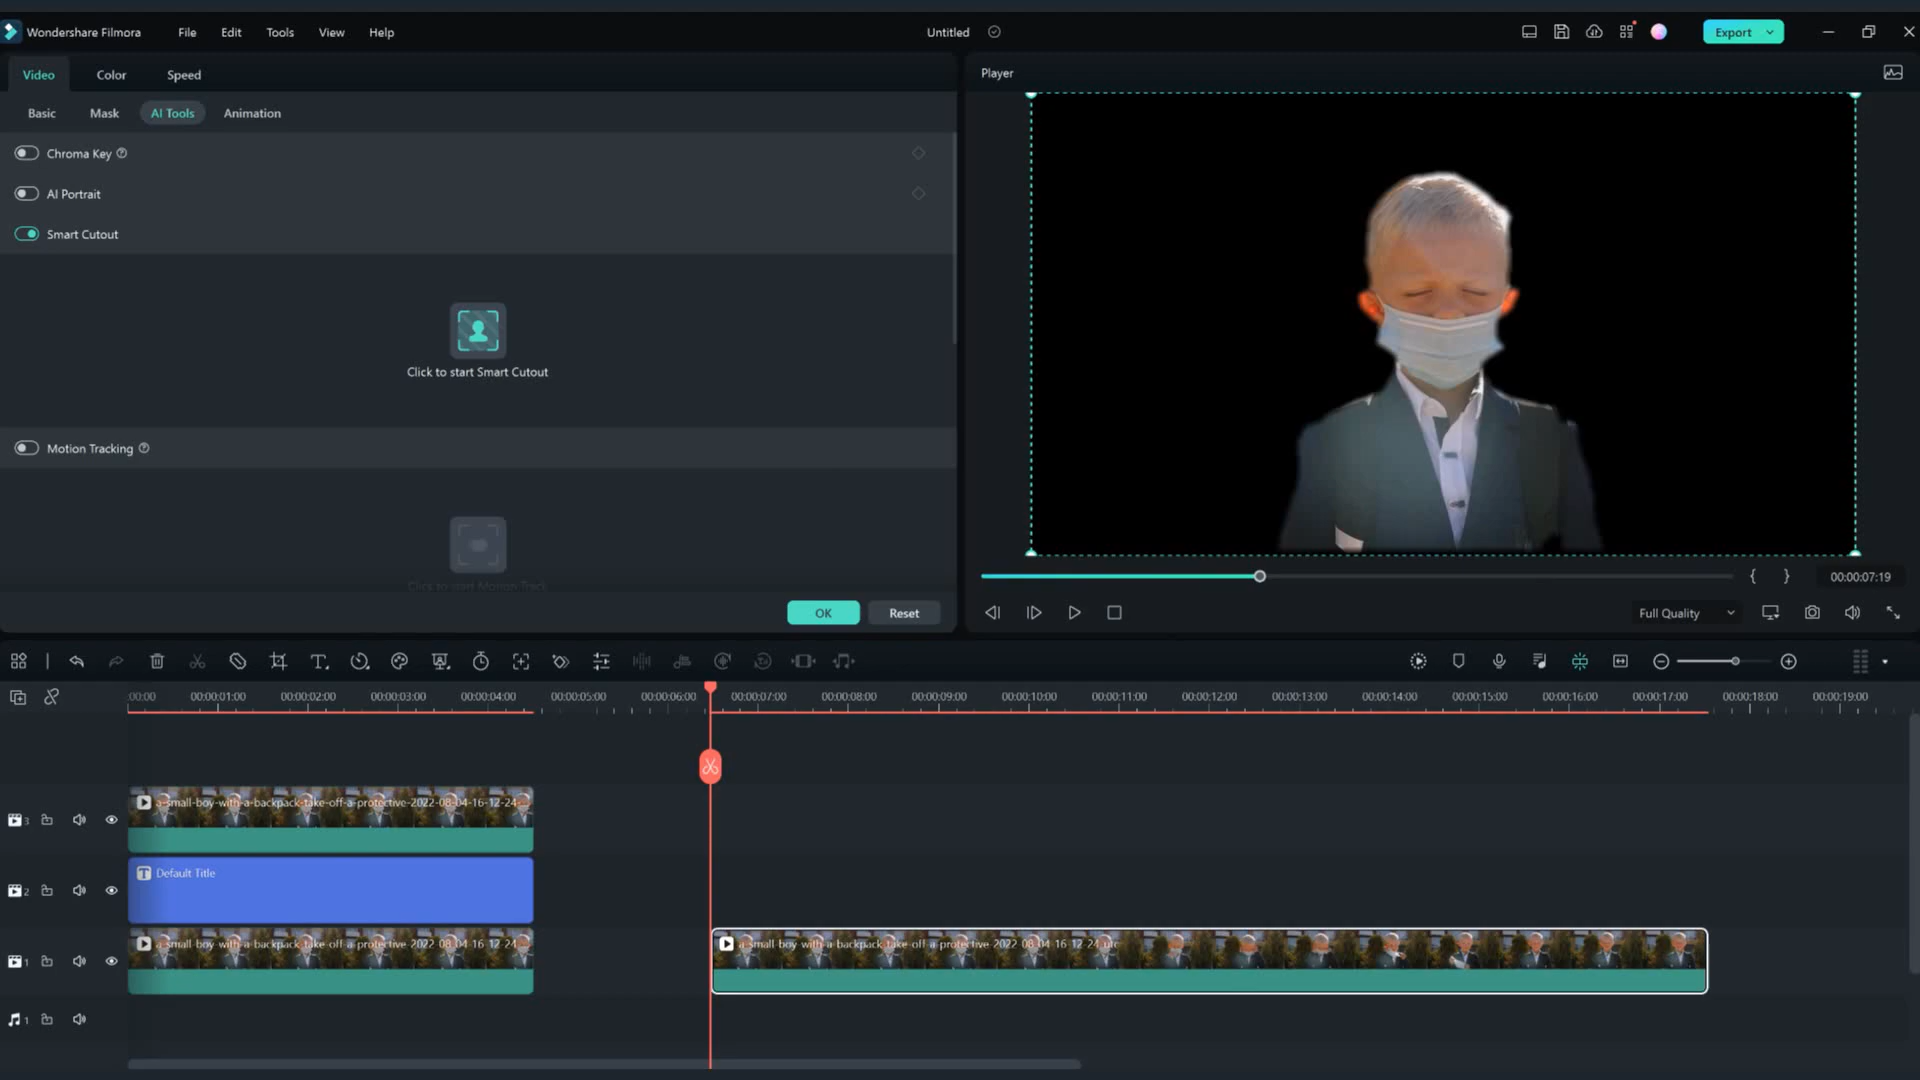 Wondershare Filmora File Edit Tools View Help Untitled Export
Video Color Speed
Player
Basic Mask AI Tools Animation
Chroma Key
AI Portrait
Smart Cutout
Click to start Smart Cutout
Motion Tracking
Click to start Motion Track
00:00:07:19
OK Reset
Full Quality
:00:00 00:00:01:00 00:00:02:00 00:00:03:00 00:00:04:00 00:00:05:00 00:00:06:00 00:00:07:00 00:00:08:00 00:00:09:00 00:00:10:00 00:00:11:00 00:00:12:00 00:00:13:00 00:00:14:00 00:00:15:00 00:00:16:00 00:00:17:00 00:00:18:00 00:00:19:00
a-small-boy-with-a-backpack-take-off-a-protective-2022-08-04-16-12-24-...
3
Default Title
2
a-small-boy-with-a-backpack-take-off-a-protective-2022-08-04-16-12-24-...
a-small-boy-with-a-backpack-take-off-a-protective-2022-08-04-16-12-24-utc
1
1